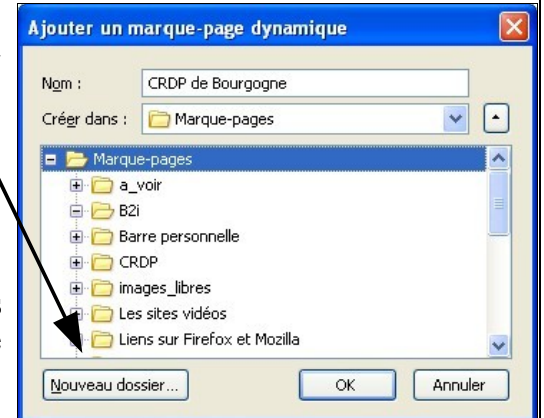 Ajouter un marque-page dynamique
Nom : CRDP de Bourgogne
Créer dans : Marque-pages
Marque-pages
a_voir
B2i
Barre personnelle
CRDP
images_libres
Les sites vidéos
Liens sur Firefox et Mozilla
Nouveau dossier... OK Annuler